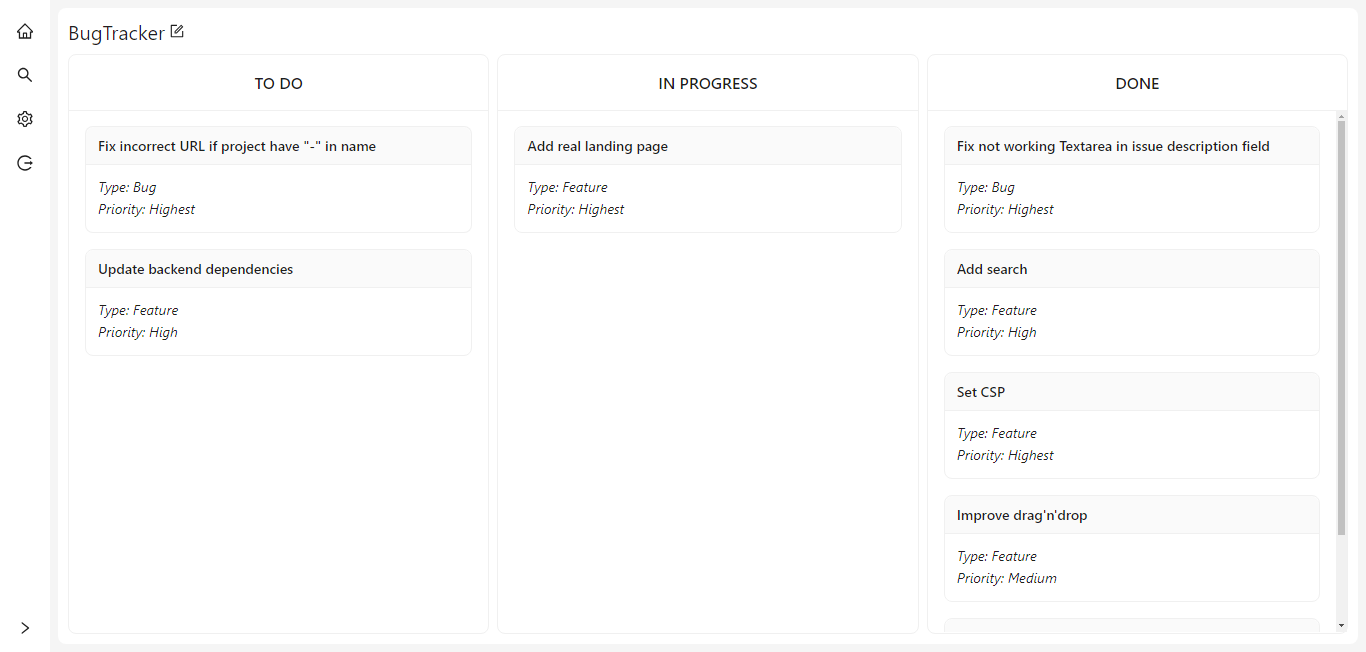 BugTracker
TO DO
Fix incorrect URL if project have "-" in name
Type: Bug
Priority: Highest
Update backend dependencies
Type: Feature
Priority: High
IN PROGRESS
Add real landing page
Type: Feature
Priority: Highest
DONE
Fix not working Textarea in issue description field
Type: Bug
Priority: Highest
Add search
Type: Feature
Priority: High
Set CSP
Type: Feature
Priority: Highest
Improve drag'n'drop
Type: Feature
Priority: Medium